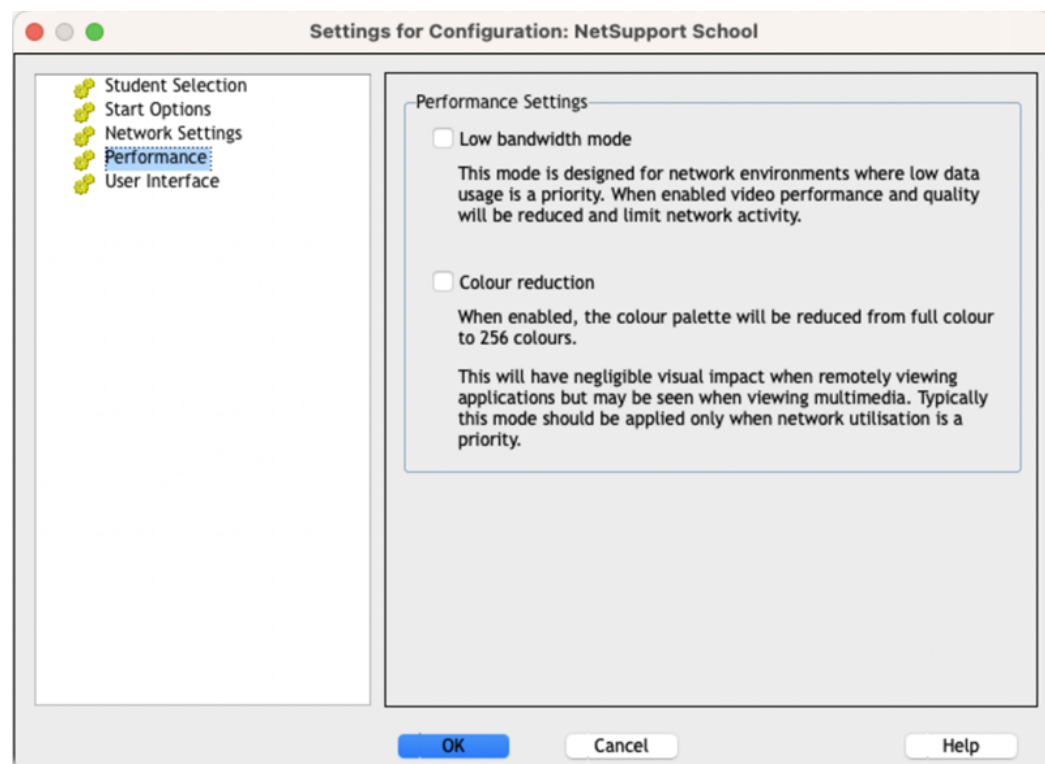 Settings for Configuration: NetSupport School
Student Selection
Start Options
Network Settings
Performance
User Interface
Performance Settings
Low bandwidth mode
This mode is designed for network environments where low data
usage is a priority. When enabled video performance and quality
will be reduced and limit network activity.
Colour reduction
When enabled, the colour palette will be reduced from full colour
to 256 colours.
This will have negligible visual impact when remotely viewing
applications but may be seen when viewing multimedia. Typically
this mode should be applied only when network utilisation is a
priority.
OK
Cancel
Help